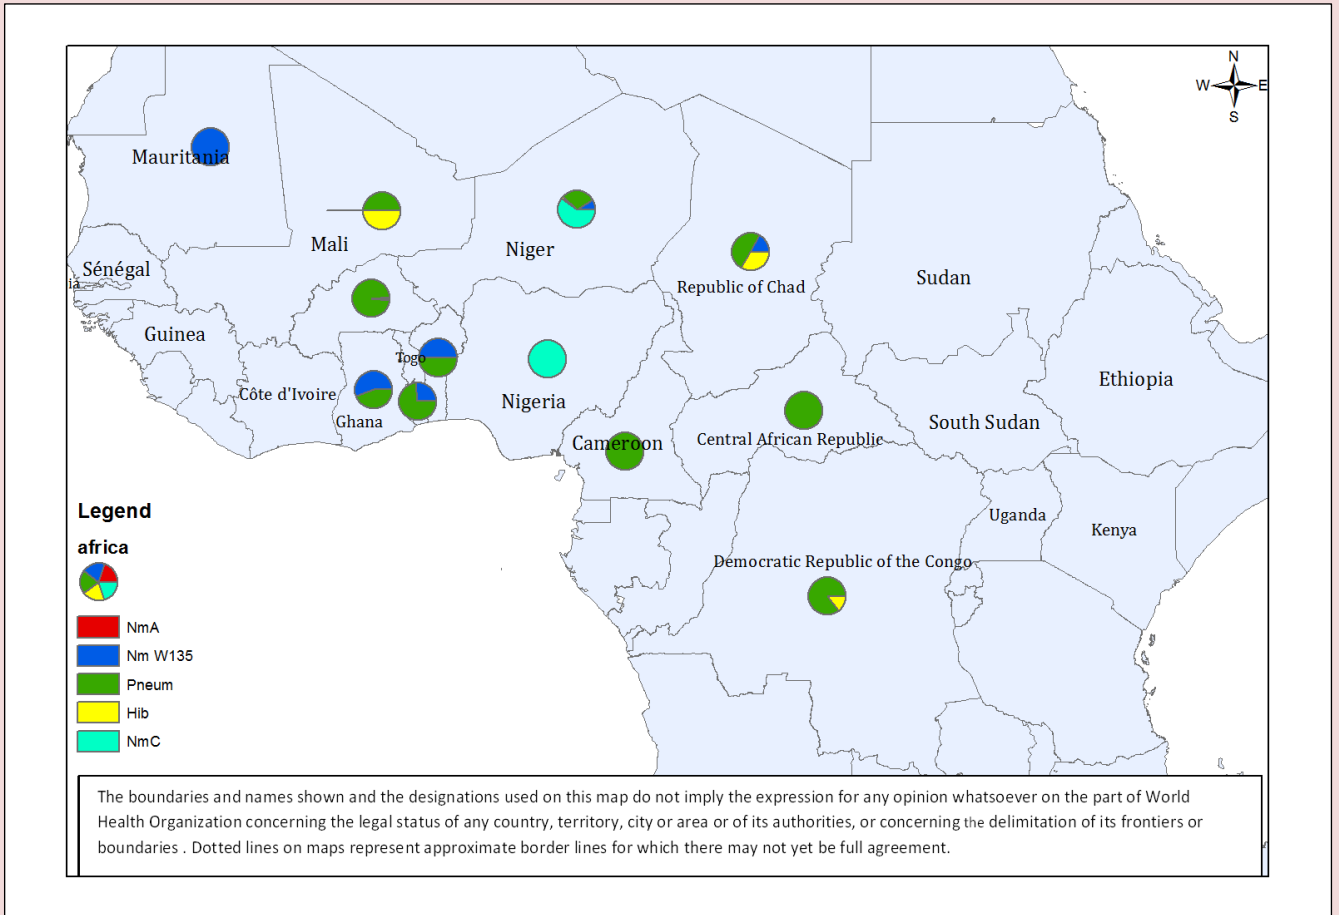 N
W E
S
Mauritania
Mali
Niger
Sénégal
ia
Republic of Chad
Sudan
Guinea
Togo
Côte d'Ivoire
Ghana
Nigeria
Ethiopia
South Sudan
Cameroon
Central African Republic
Uganda
Kenya
Democratic Republic of the Congo
Legend
africa
NmA
Nm W135
Pneum
Hib
NmC
The boundaries and names shown and the designations used on this map do not imply the expression for any opinion whatsoever on the part of World
Health Organization concerning the legal status of any country, territory, city or area or of its authorities, or concerning the delimitation of its frontiers or
boundaries . Dotted lines on maps represent approximate border lines for which there may not yet be full agreement.